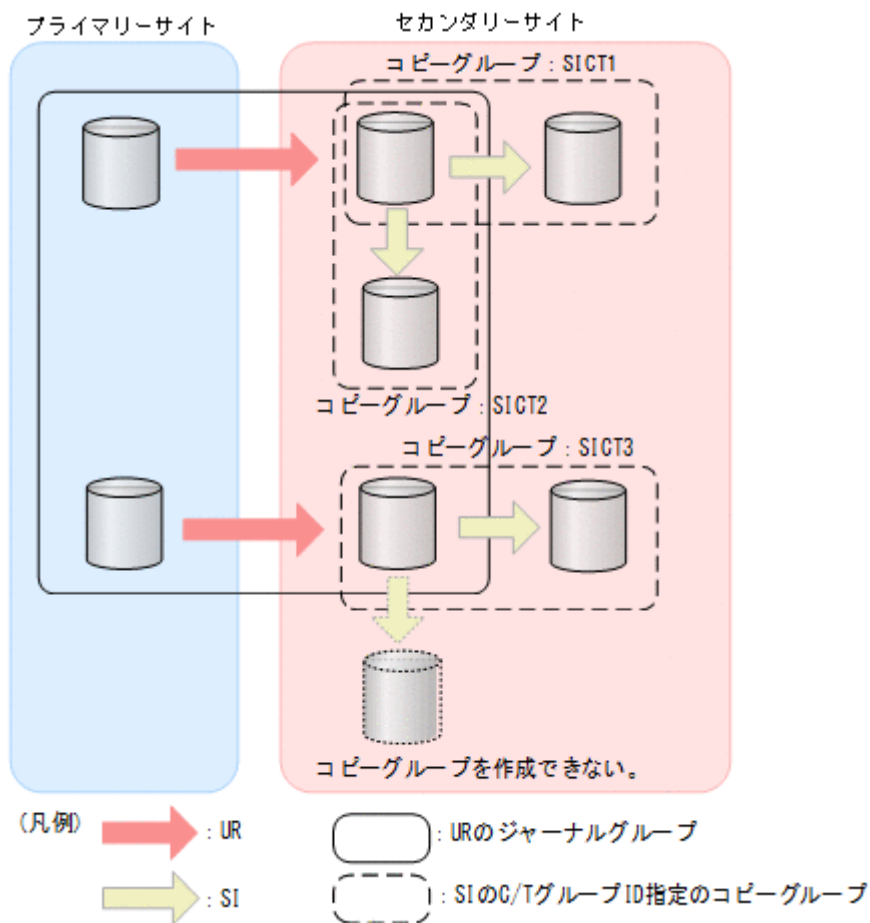 プライマリーサイト
セカンダリーサイト
コピーグループ：SICT1
コピーグループ：SICT2
コピーグループ：SICT3
コピーグループを作成できない。
(凡例)
：UR
：URのジャーナルグループ
：SI
：SIのC/TグループID指定のコピーグループ